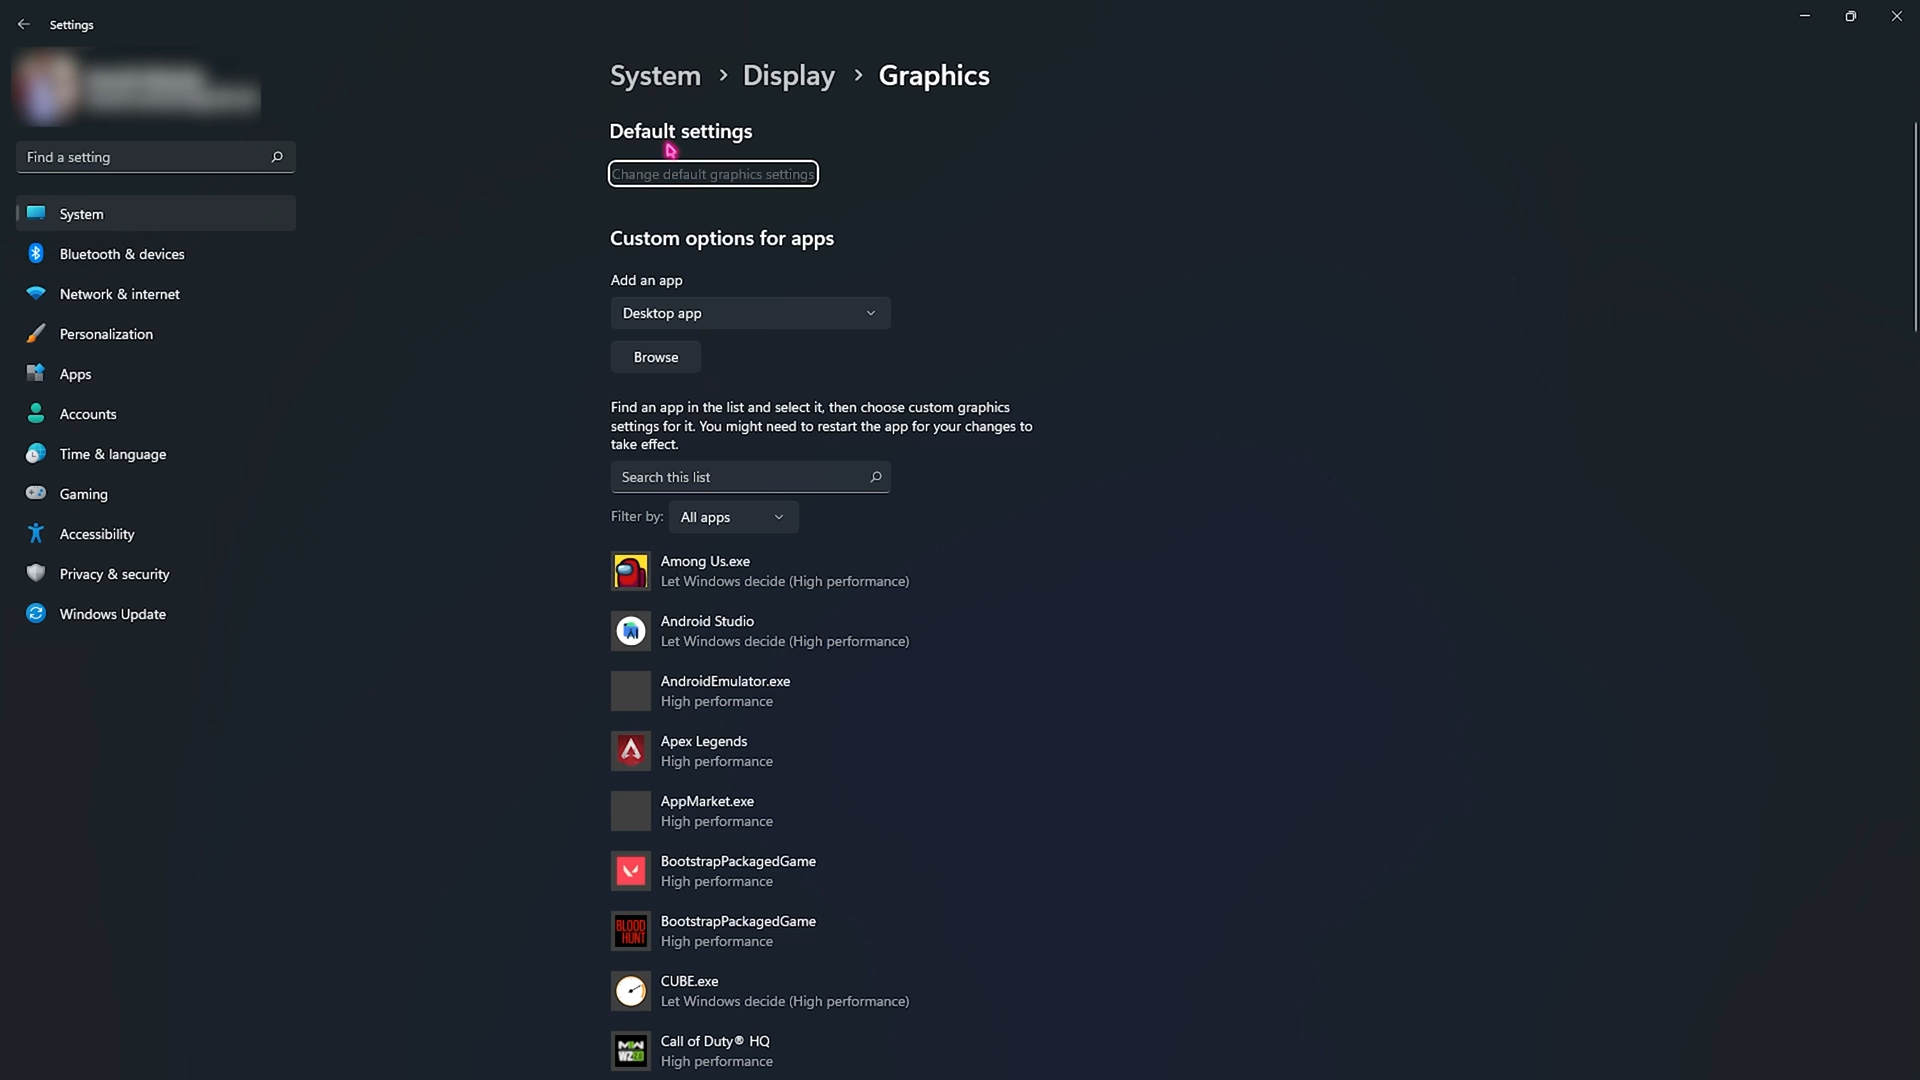 Settings
System > Display > Graphics
Default settings
Change default graphics settings
Find a setting
System
Bluetooth & devices
Network & internet
Personalization
Apps
Accounts
Time & language
Gaming
Accessibility
Privacy & security
Windows Update
Custom options for apps
Add an app
Desktop app
Browse
Find an app in the list and select it, then choose custom graphics
settings for it. You might need to restart the app for your changes to
take effect.
Search this list
Filter by: All apps
Among Us.exe
Let Windows decide (High performance)
Android Studio
Let Windows decide (High performance)
AndroidEmulator.exe
High performance
Apex Legends
High performance
AppMarket.exe
High performance
BootstrapPackagedGame
High performance
BLOOD
HUNT
BootstrapPackagedGame
High performance
CUBE.exe
Let Windows decide (High performance)
MW
WZ2.0
Call of Duty® HQ
High performance